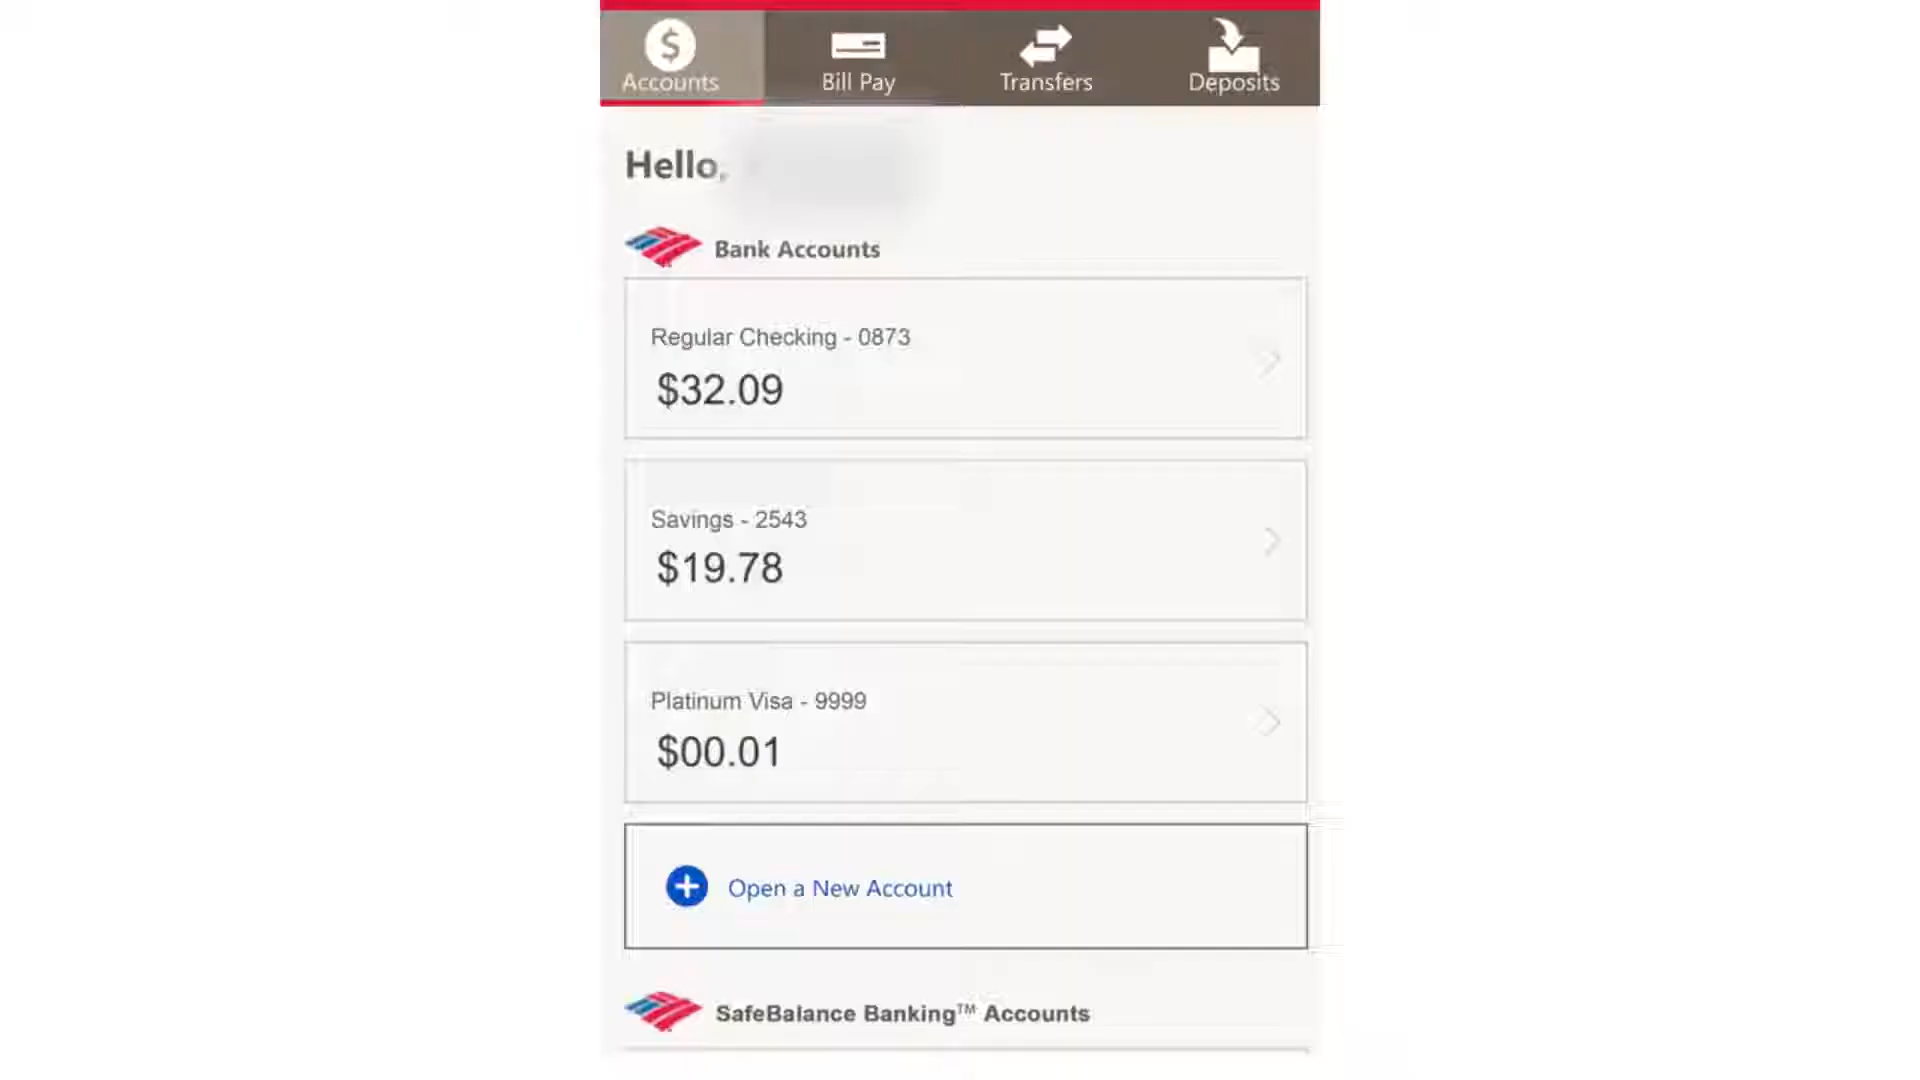 Accounts Bill Pay Transfers Deposits
Hello,
Bank Accounts
Regular Checking - 0873
$32.09
Savings - 2543
$19.78
Platinum Visa - 9999
$00.01
Open a New Account
SafeBalance Banking™ Accounts